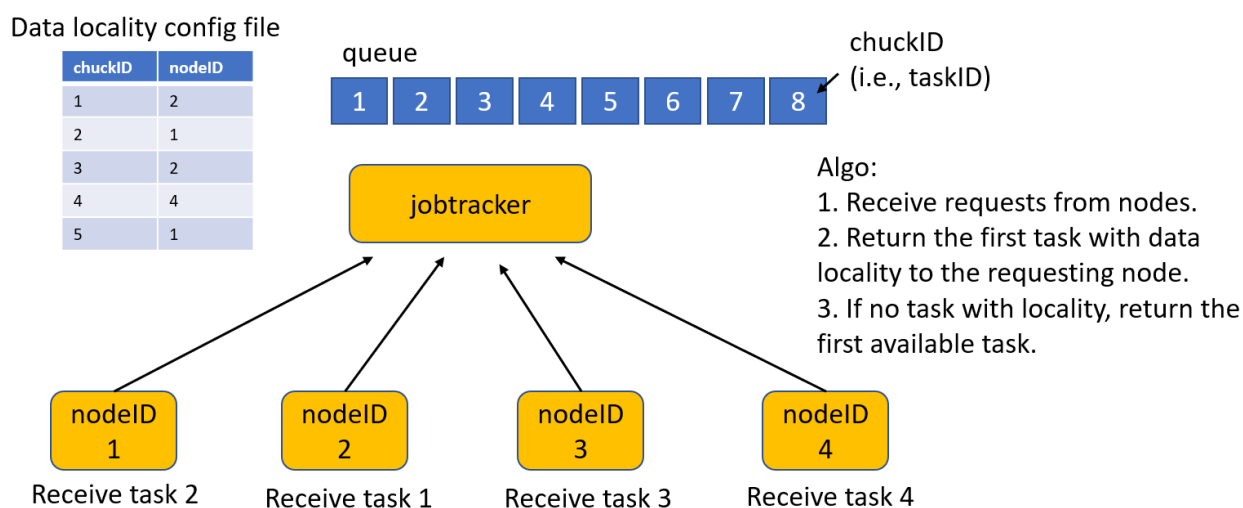 Data locality config file
chuckID nodeID
1 2
2 1
3 2
4 4
5 1
queue
1 2 3 4 5 6 7 8
chuckID
(i.e., taskID)
jobtracker
Algo:
1. Receive requests from nodes.
2. Return the first task with data
locality to the requesting node.
3. If no task with locality, return the
first available task.
nodeID
1
Receive task 2
nodeID
2
Receive task 1
nodeID
3
Receive task 3
nodeID
4
Receive task 4